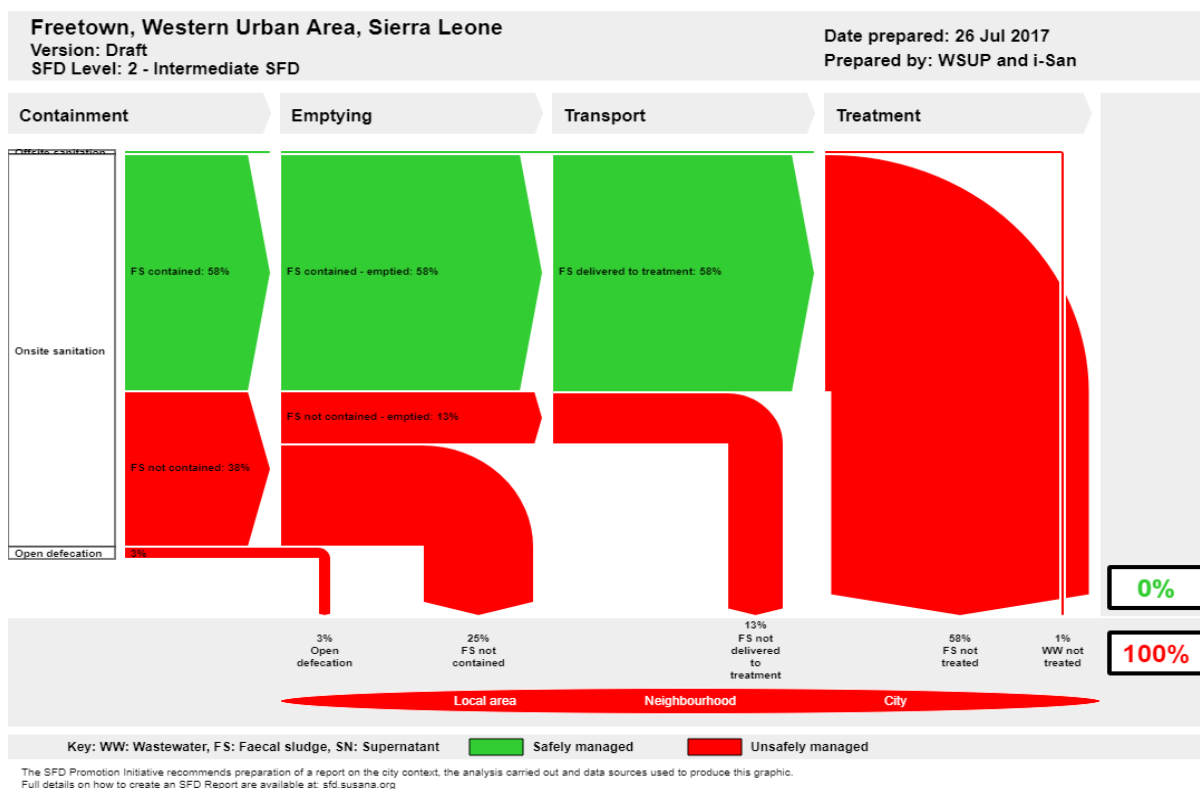 Freetown, Western Urban Area, Sierra Leone
Version: Draft
SFD Level: 2 - Intermediate SFD
Date prepared: 26 Jul 2017
Prepared by: WSUP and i-San
Containment
Emptying
Transport
Treatment
Offsite sanitation
FS contained: 58%
FS contained - emptied: 58%
FS delivered to treatment: 58%
Onsite sanitation
FS not contained - emptied: 13%
FS not contained: 38%
Open defecation
3%
0%
3%
Open
defecation
25%
FS not
contained
13%
FS not
delivered
to
treatment
58%
FS not
treated
1%
WW not
treated
100%
Local area
Neighbourhood
City
Key: WW: Wastewater, FS: Faecal sludge, SN: Supernatant
Safely managed
Unsafely managed
The SFD Promotion Initiative recommends preparation of a report on the city context, the analysis carried out and data sources used to produce this graphic.
Full details on how to create an SFD Report are available at: sfd.susana.org